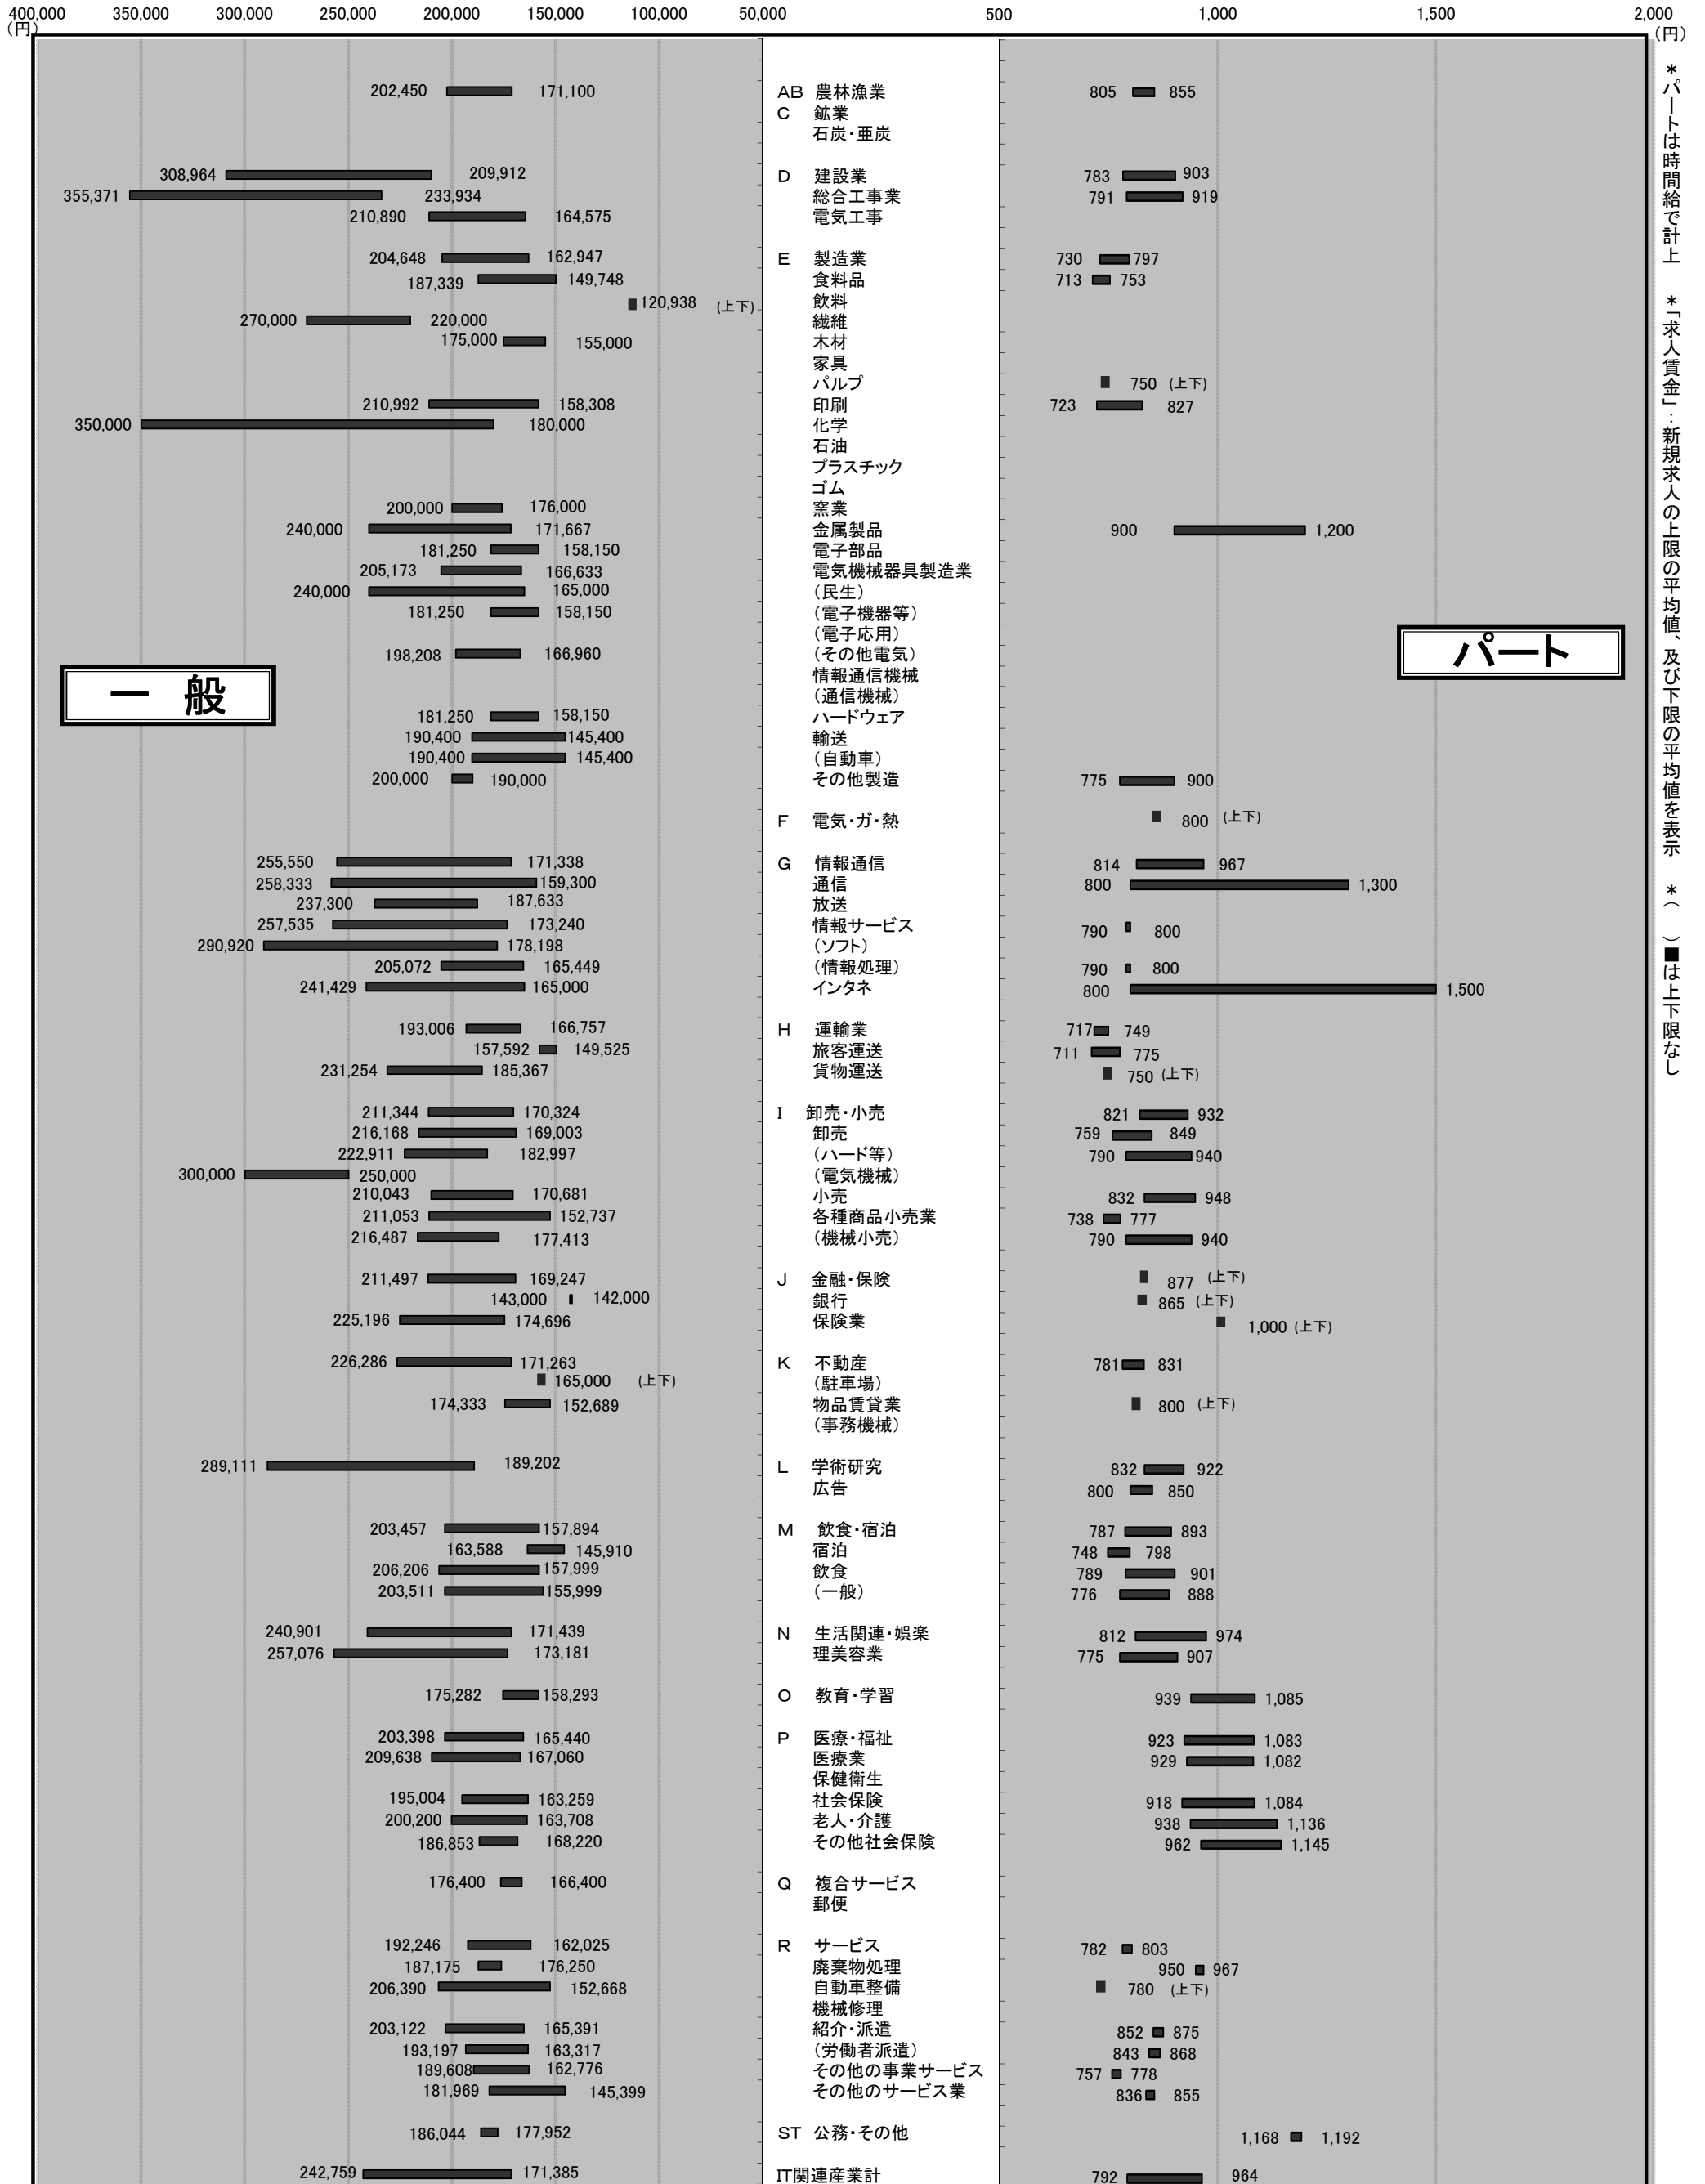 400,000 350,000 300,000 250,000 200,000 150,000 100,000 50,000 500 1,000 1,500 2,000
(円) (円)
202,450 171,100 AB 農林漁業 805 855
C 鉱業
石炭・亜炭
308,964 209,912 D 建設業 783 903
355,371 233,934 総合工事業 791 919
210,890 164,575 電気工事
204,648 162,947 E 製造業 730 797
187,339 149,748 食料品 713 753
120,938 (上下) 飲料
270,000 220,000 繊維
175,000 155,000 木材
家具
パルプ 750 (上下)
210,992 158,308 印刷 723 827
350,000 180,000 化学
石油
プラスチック
ゴム
200,000 176,000 窯業
240,000 171,667 金属製品 900 1,200
181,250 158,150 電子部品
205,173 166,633 電気機械器具製造業
240,000 165,000 (民生)
181,250 158,150 (電子機器等)
(電子応用)
198,208 166,960 (その他電気)
情報通信機械
(通信機械)
181,250 158,150 ハードウェア
190,400 145,400 輸送
190,400 145,400 (自動車)
200,000 190,000 その他製造 775 900
一 般
パート
F 電気・ガ・熱 800 (上下)
255,550 171,338 G 情報通信 814 967
258,333 159,300 通信 800 1,300
237,300 187,633 放送
257,535 173,240 情報サービス 790 800
290,920 178,198 (ソフト)
205,072 165,449 (情報処理) 790 800
241,429 165,000 インタネ 800 1,500
193,006 166,757 H 運輸業 717 749
157,592 149,525 旅客運送 711 775
231,254 185,367 貨物運送 750 (上下)
211,344 170,324 I 卸売・小売 821 932
216,168 169,003 卸売 759 849
222,911 182,997 (ハード等) 790 940
300,000 250,000 (電気機械)
210,043 170,681 小売 832 948
211,053 152,737 各種商品小売業 738 777
216,487 177,413 (機械小売) 790 940
211,497 169,247 J 金融・保険 877 (上下)
143,000 142,000 銀行 865 (上下)
225,196 174,696 保険業 1,000 (上下)
226,286 171,263 K 不動産 781 831
165,000 (上下) (駐車場)
174,333 152,689 物品賃貸業 800 (上下)
(事務機械)
289,111 189,202 L 学術研究 832 922
広告 800 850
203,457 157,894 M 飲食・宿泊 787 893
163,588 145,910 宿泊 748 798
206,206 157,999 飲食 789 901
203,511 155,999 (一般) 776 888
240,901 171,439 N 生活関連・娯楽 812 974
257,076 173,181 理美容業 775 907
175,282 158,293 O 教育・学習 939 1,085
203,398 165,440 P 医療・福祉 923 1,083
209,638 167,060 医療業 929 1,082
保健衛生
195,004 163,259 社会保険 918 1,084
200,200 163,708 老人・介護 938 1,136
186,853 168,220 その他社会保険 962 1,145
176,400 166,400 Q 複合サービス
郵便
192,246 162,025 R サービス 782 803
187,175 176,250 廃棄物処理 950 967
206,390 152,668 自動車整備 780 (上下)
機械修理
203,122 165,391 紹介・派遣 852 875
193,197 163,317 (労働者派遣) 843 868
189,608 162,776 その他の事業サービス 757 778
181,969 145,399 その他のサービス業 836 855
186,044 177,952 ST 公務・その他 1,168 1,192
242,759 171,385 IT関連産業計 792 964
*パートは時間給で計上 *「求人賃金」:新規求人の上限の平均値、及び下限の平均値を表示 *( )■は上下限なし